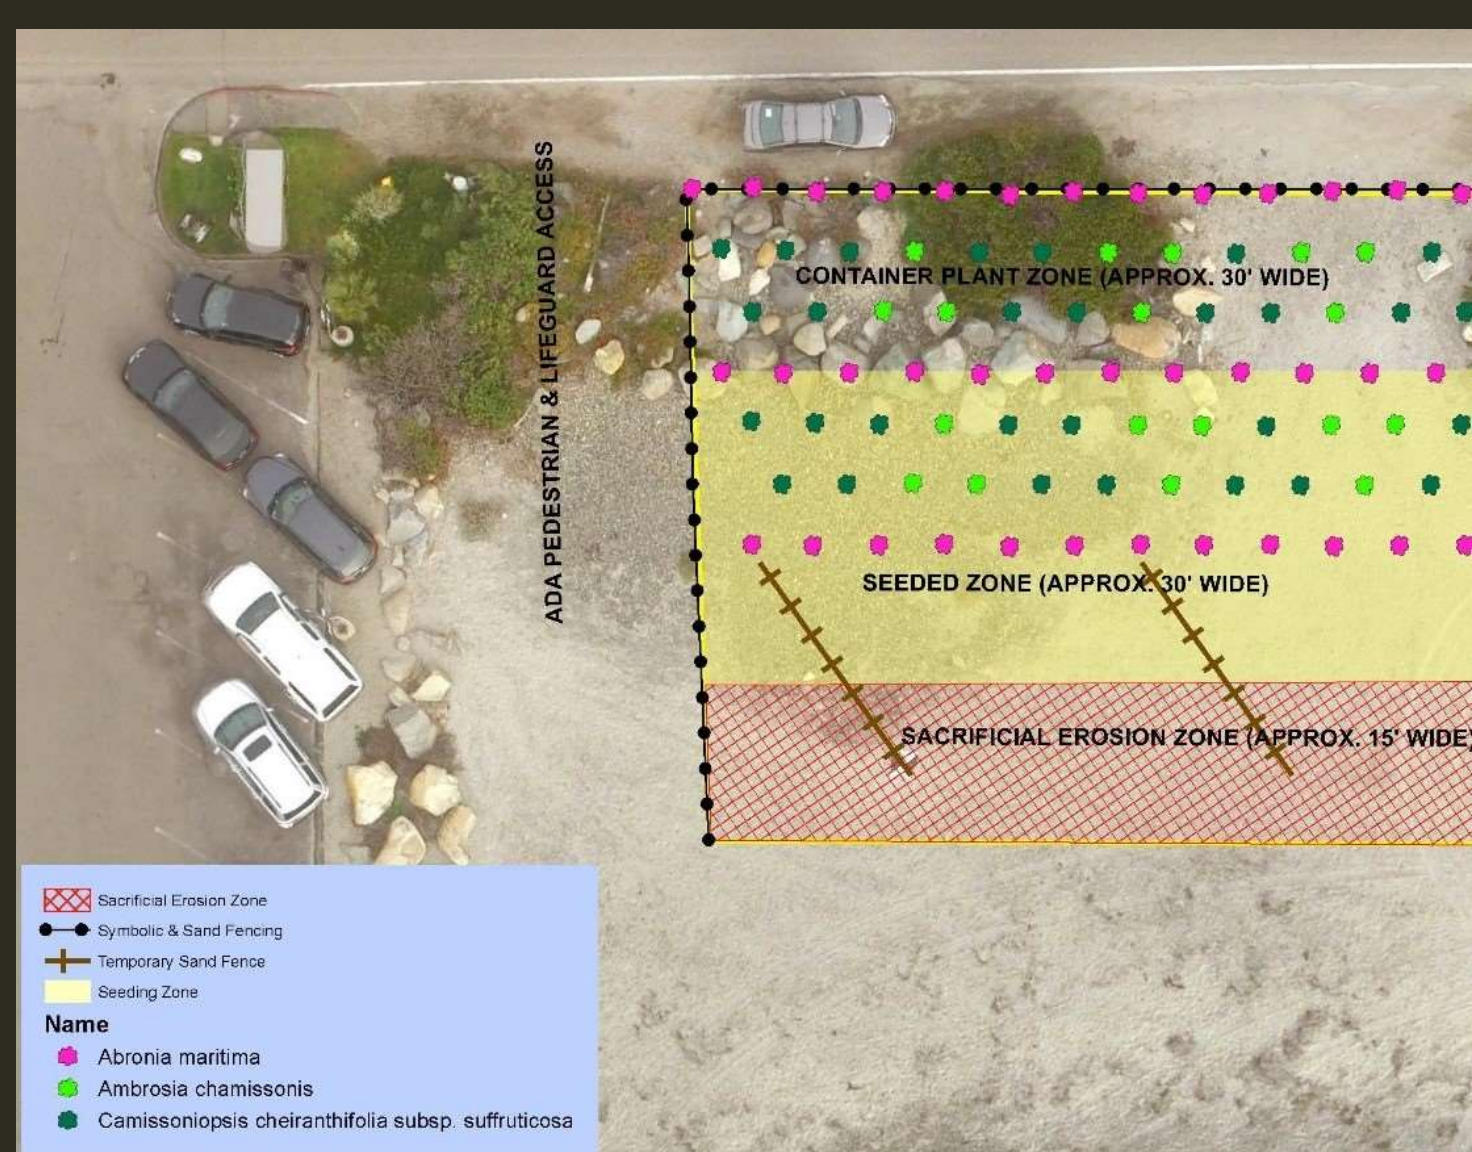 ADA PEDESTRIAN & LIFEGUARD ACCESS
CONTAINER PLANT ZONE (APPROX. 30' WIDE)
SEEDED ZONE (APPROX. 30' WIDE)
SACRIFICIAL EROSION ZONE (APPROX. 15' WIDE)
Sacrificial Erosion Zone
Symbolic & Sand Fencing
Temporary Sand Fence
Seeding Zone
Name
Abronia maritima
Ambrosia chamissonis
Camissoniopsis cheiranthifolia subsp. suffruticosa